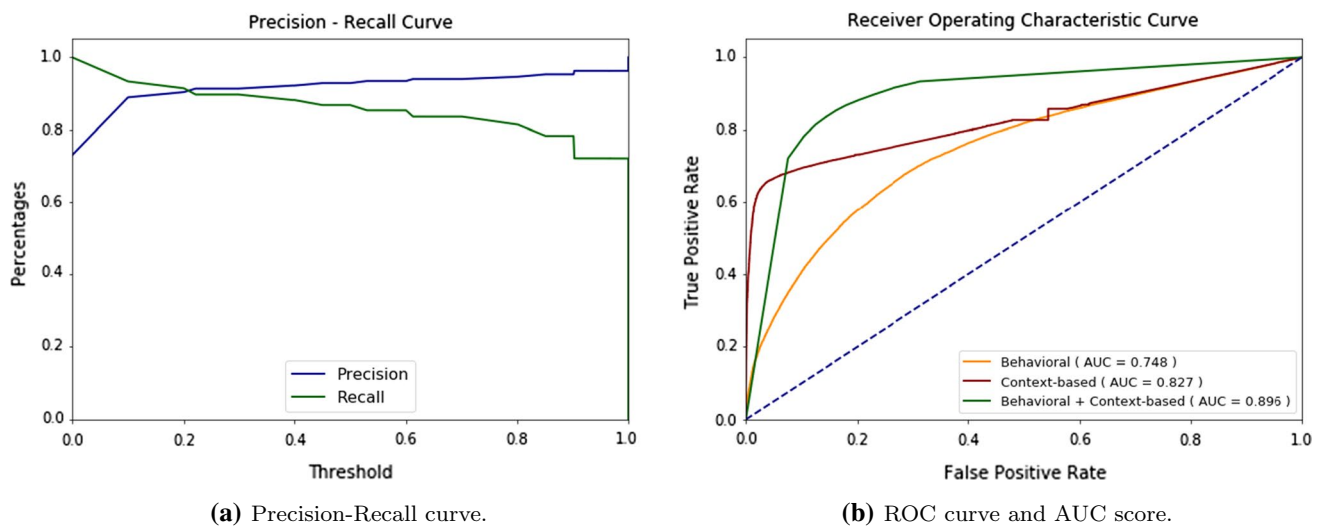 Precision - Recall Curve
1.0
0.8
0.6
0.4
0.2
0.0
Percentages
0.0 0.2 0.4 0.6 0.8 1.0
Threshold
Precision
Recall
(a) Precision-Recall curve.
Receiver Operating Characteristic Curve
1.0
0.8
0.6
0.4
0.2
0.0
True Positive Rate
0.0 0.2 0.4 0.6 0.8 1.0
False Positive Rate
Behavioral ( AUC = 0.748 )
Context-based ( AUC = 0.827 )
Behavioral + Context-based ( AUC = 0.896 )
(b) ROC curve and AUC score.